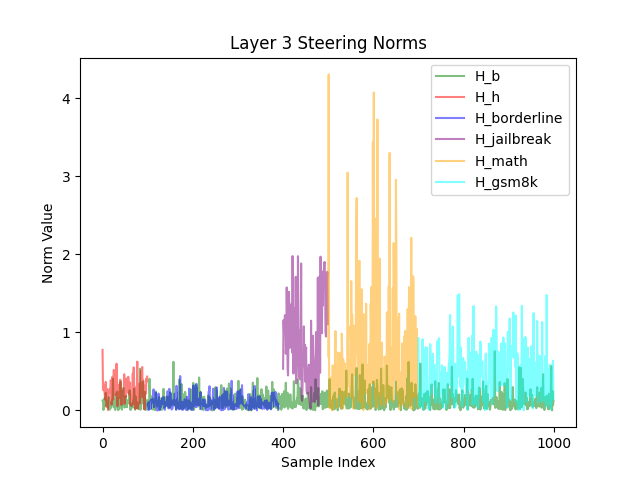 Layer 3 Steering Norms
Norm Value
4
3
2
1
0
H_b
H_h
H_borderline
H_jailbreak
H_math
H_gsm8k
0 200 400 600 800 1000
Sample Index